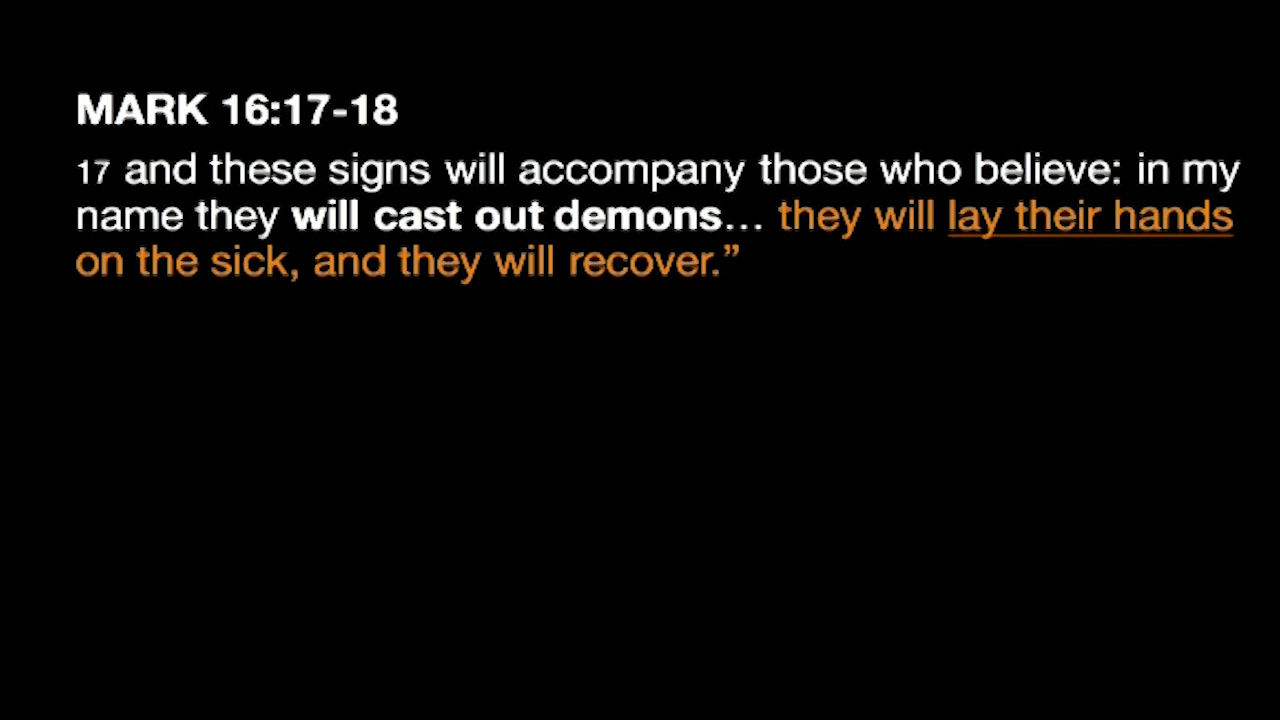 MARK 16:17-18
17 and these signs will accompany those who believe: in my
name they will cast out demons… they will lay their hands
on the sick, and they will recover.”